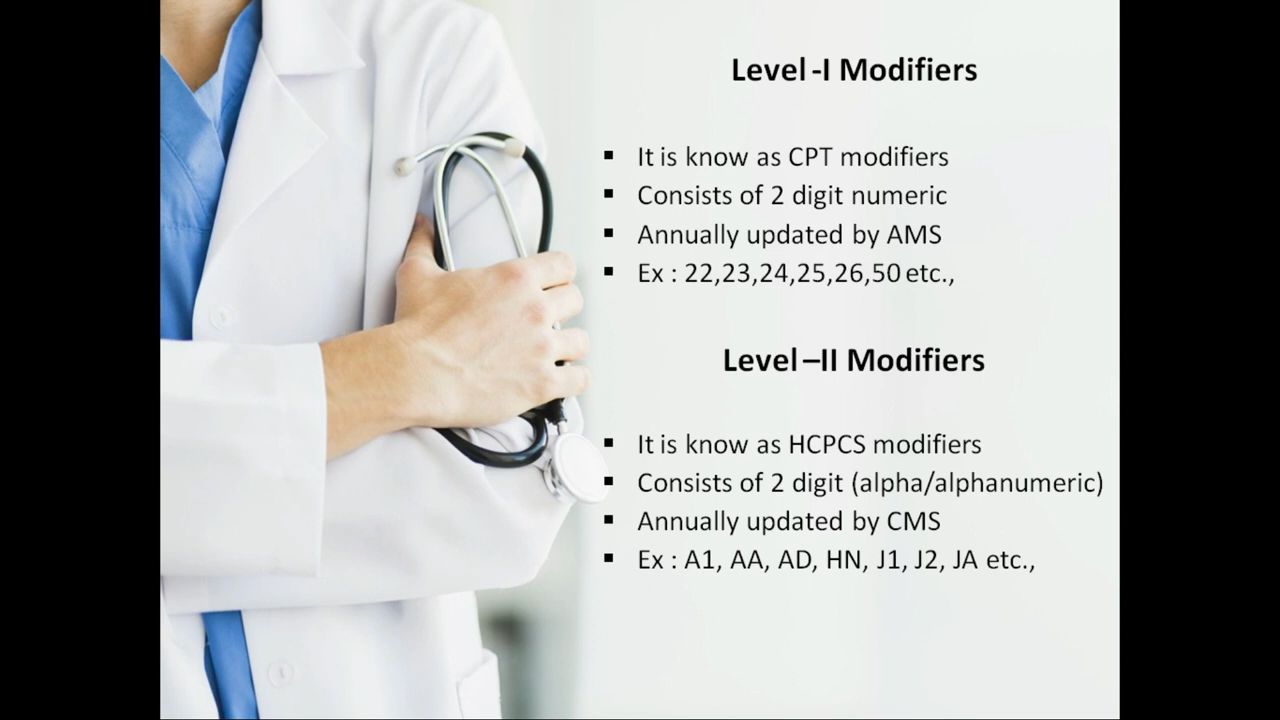 Level-I Modifiers
▪ It is know as CPT modifiers
▪ Consists of 2 digit numeric
▪ Annually updated by AMS
▪ Ex : 22,23,24,25,26,50 etc.,
Level–II Modifiers
▪ It is know as HCPCS modifiers
▪ Consists of 2 digit (alpha/alphanumeric)
▪ Annually updated by CMS
▪ Ex : A1, AA, AD, HN, J1, J2, JA etc.,